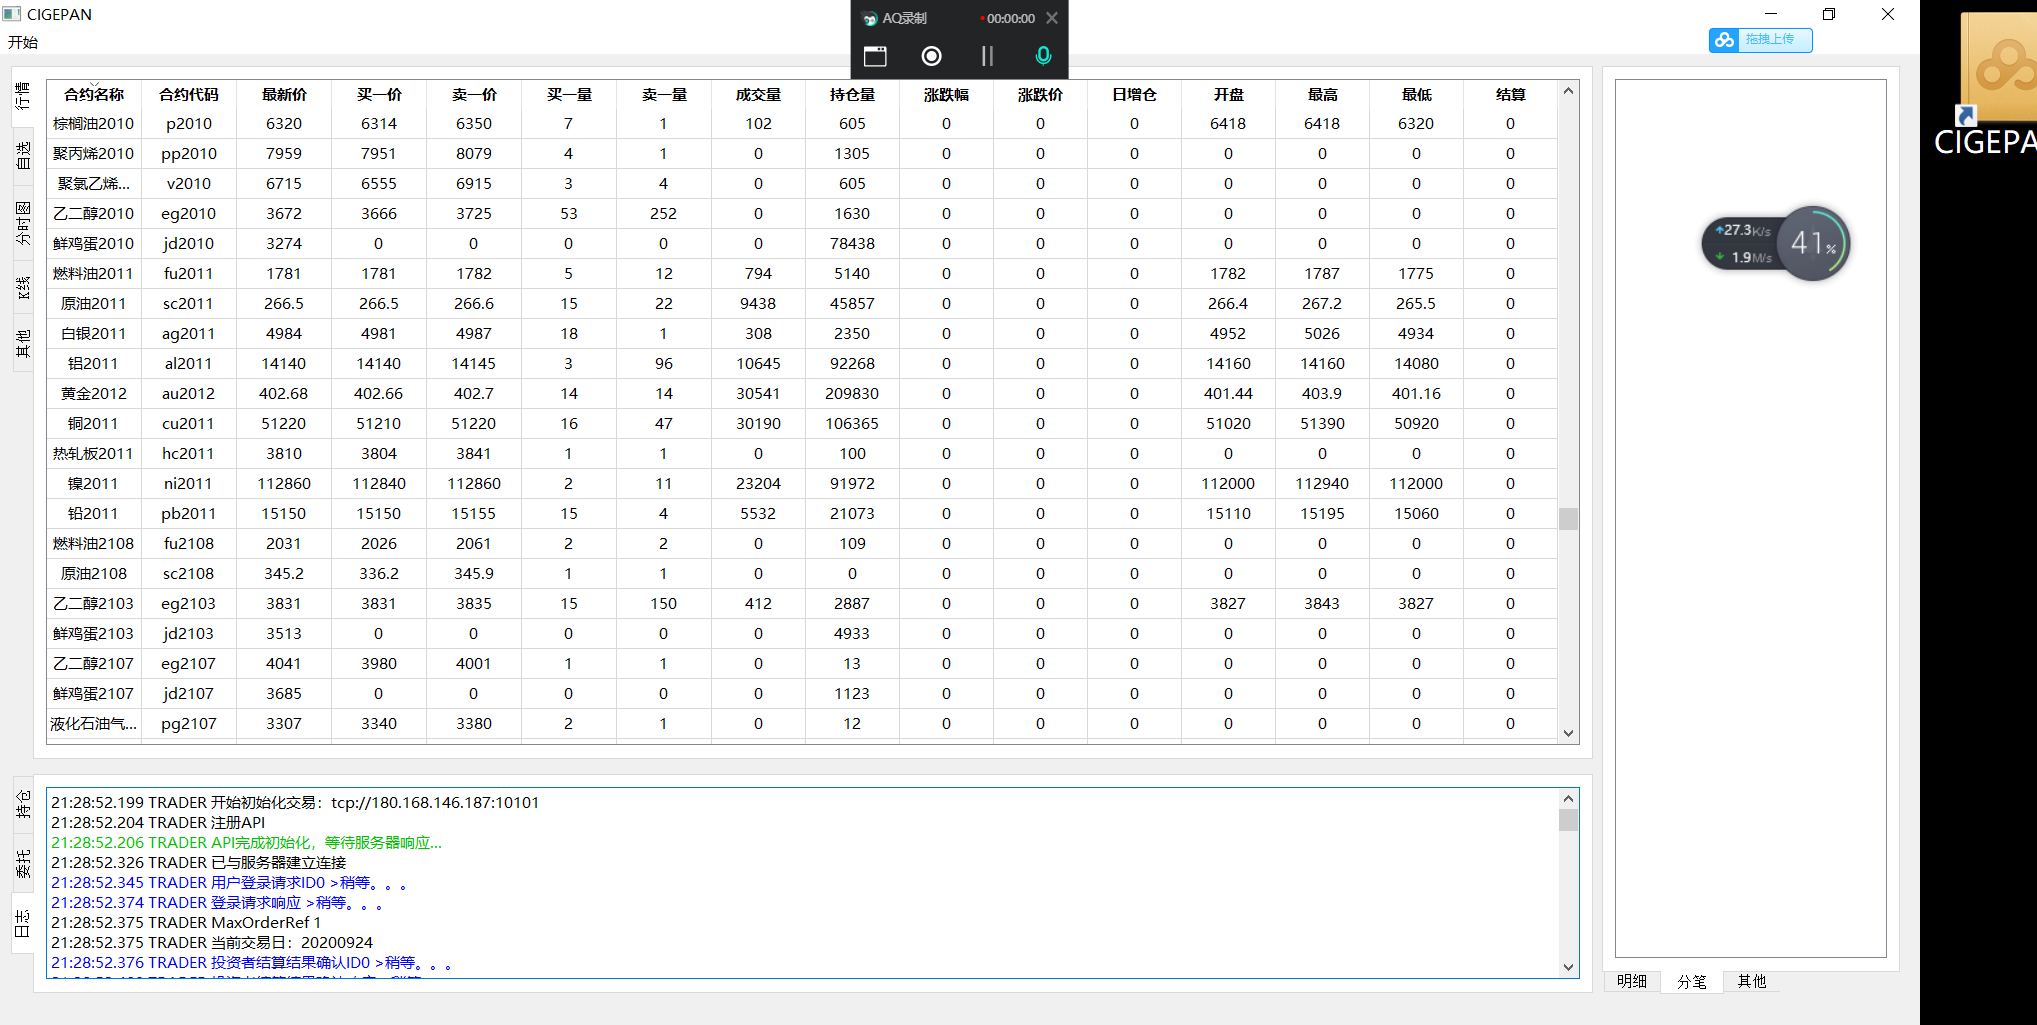 CIGEPAN
开始
AQ录制 00:00:00
拖拽上传
CIGEPA
行情
自选
分时图
K线
其他
合约名称 合约代码 最新价 买一价 卖一价 买一量 卖一量 成交量 持仓量 涨跌幅 涨跌价 日增仓 开盘 最高 最低 结算
棕榈油2010 p2010 6320 6314 6350 7 1 102 605 0 0 0 6418 6418 6320 0
聚丙烯2010 pp2010 7959 7951 8079 4 1 0 1305 0 0 0 0 0 0 0
聚氯乙烯... v2010 6715 6555 6915 3 4 0 605 0 0 0 0 0 0 0
乙二醇2010 eg2010 3672 3666 3725 53 252 0 1630 0 0 0 0 0 0 0
鲜鸡蛋2010 jd2010 3274 0 0 0 0 0 78438 0 0 0 0 0 0 0
燃料油2011 fu2011 1781 1781 1782 5 12 794 5140 0 0 0 1782 1787 1775 0
原油2011 sc2011 266.5 266.5 266.6 15 22 9438 45857 0 0 0 266.4 267.2 265.5 0
白银2011 ag2011 4984 4981 4987 18 1 308 2350 0 0 0 4952 5026 4934 0
铝2011 al2011 14140 14140 14145 3 96 10645 92268 0 0 0 14160 14160 14080 0
黄金2012 au2012 402.68 402.66 402.7 14 14 30541 209830 0 0 0 401.44 403.9 401.16 0
铜2011 cu2011 51220 51210 51220 16 47 30190 106365 0 0 0 51020 51390 50920 0
热轧板2011 hc2011 3810 3804 3841 1 1 0 100 0 0 0 0 0 0 0
镍2011 ni2011 112860 112840 112860 2 11 23204 91972 0 0 0 112000 112940 112000 0
铅2011 pb2011 15150 15150 15155 15 4 5532 21073 0 0 0 15110 15195 15060 0
燃料油2108 fu2108 2031 2026 2061 2 2 0 109 0 0 0 0 0 0 0
原油2108 sc2108 345.2 336.2 345.9 1 1 0 0 0 0 0 0 0 0 0
乙二醇2103 eg2103 3831 3831 3835 15 150 412 2887 0 0 0 3827 3843 3827 0
鲜鸡蛋2103 jd2103 3513 0 0 0 0 0 4933 0 0 0 0 0 0 0
乙二醇2107 eg2107 4041 3980 4001 1 1 0 13 0 0 0 0 0 0 0
鲜鸡蛋2107 jd2107 3685 0 0 0 0 0 1123 0 0 0 0 0 0 0
液化石油气... pg2107 3307 3340 3380 2 1 0 12 0 0 0 0 0 0 0
27.3K/s
1.9M/s
41%
持仓
委托
日志
21:28:52.199 TRADER 开始初始化交易：tcp://180.168.146.187:10101
21:28:52.204 TRADER 注册API
21:28:52.206 TRADER API完成初始化，等待服务器响应...
21:28:52.326 TRADER 已与服务器建立连接
21:28:52.345 TRADER 用户登录请求ID0 >稍等。。。
21:28:52.374 TRADER 登录请求响应 >稍等。。。
21:28:52.375 TRADER MaxOrderRef 1
21:28:52.375 TRADER 当前交易日：20200924
21:28:52.376 TRADER 投资者结算结果确认ID0 >稍等。。。
明细 分笔 其他